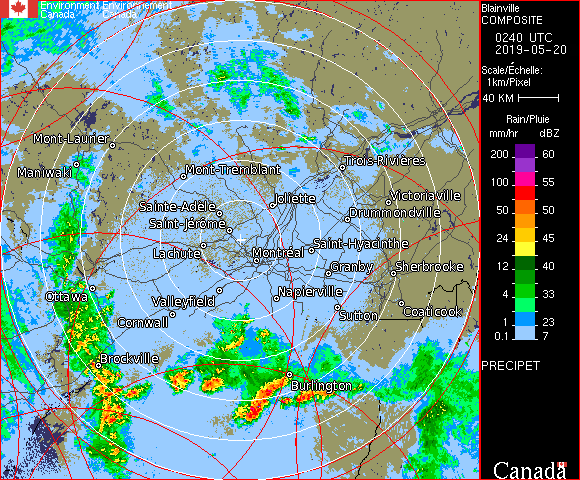 Environment Environnement
Canada Canada
Mont-Laurier
Maniwaki
Mont-Tremblant
Trois-Rivières
Sainte-Adèle
Joliette
Victoriaville
Saint-Jérôme
Drummondville
Lachute
Montréal
Saint-Hyacinthe
Granby
Sherbrooke
Ottawa
Valleyfield
Napierville
Cornwall
Sutton
Coaticook
Brockville
Burlington
Blainville
COMPOSITE
0240 UTC
2019-05-20
Scale/Échelle:
1km/Pixel
40 KM
Rain/Pluie
mm/hr dBZ
200 60
100 55
50 50
24 45
12 40
4 33
1 23
0.1 7
PRECIPET
Canada